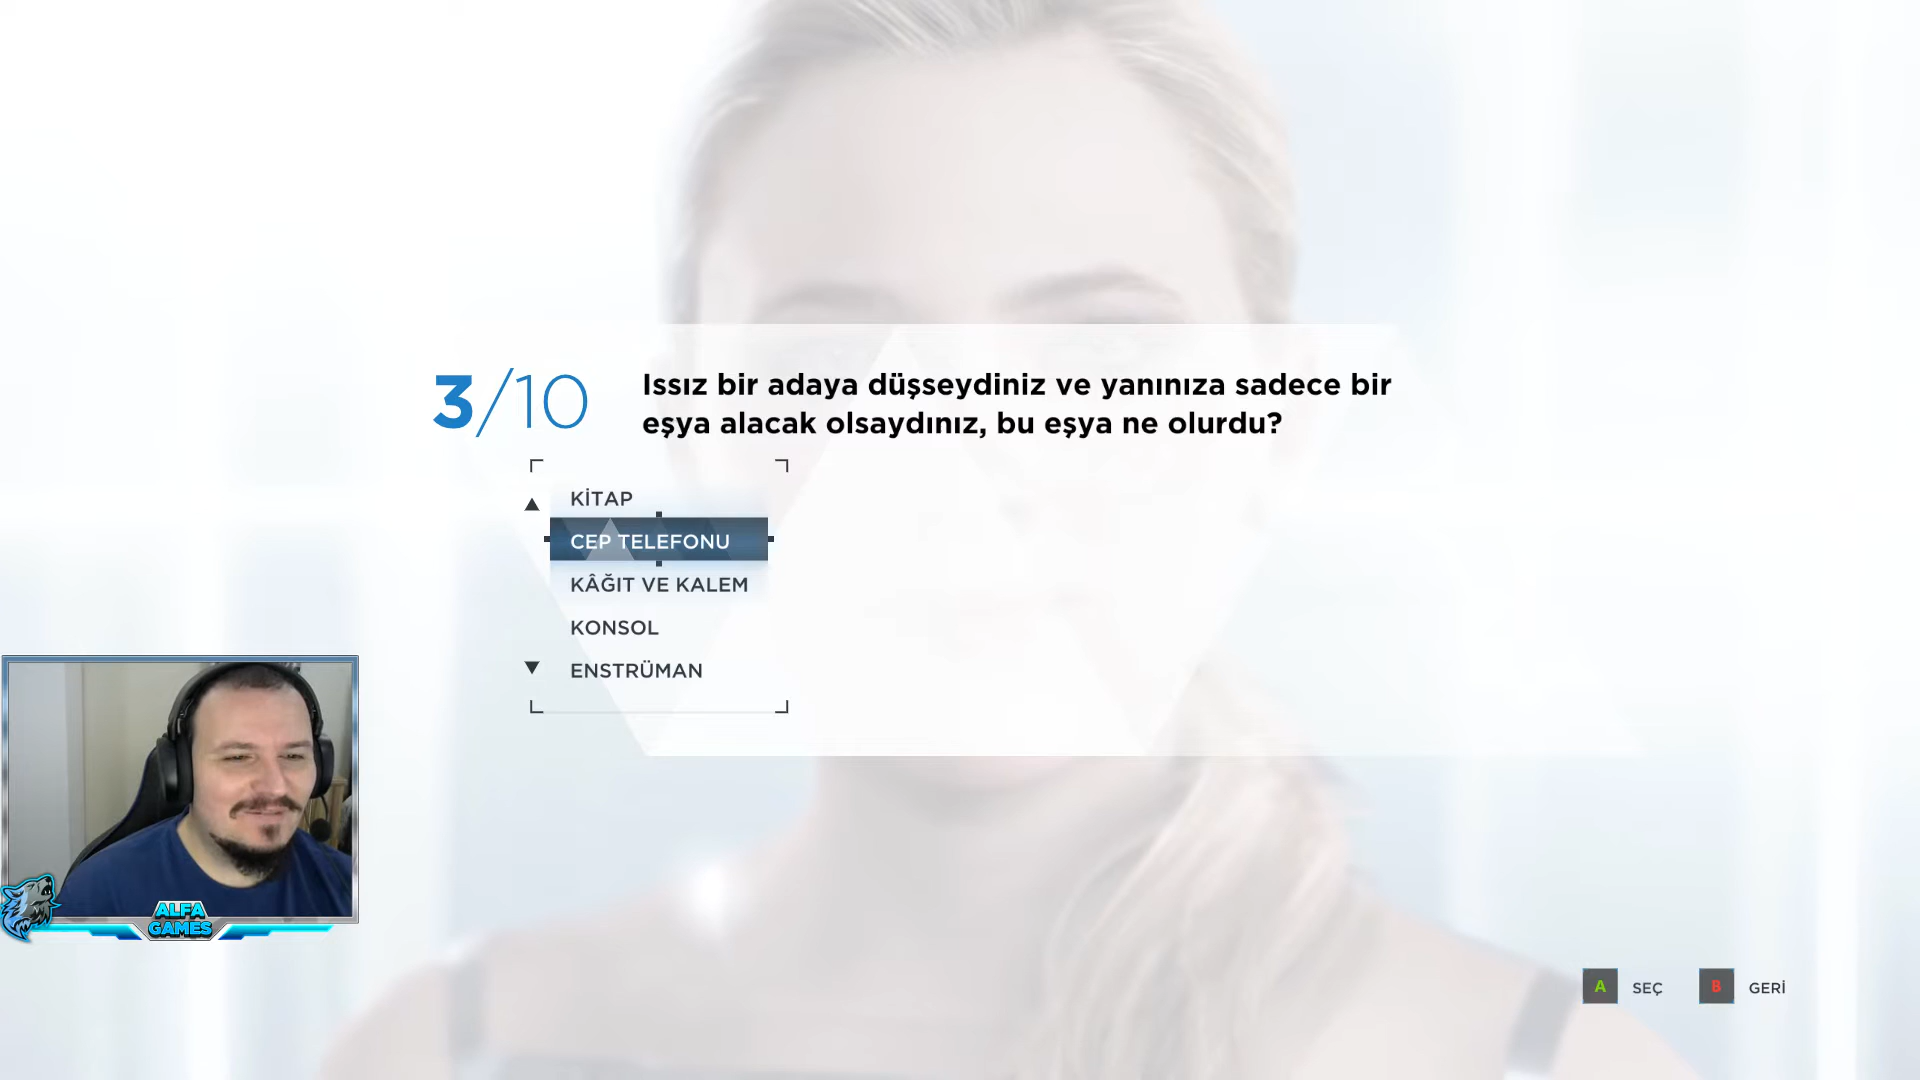 3/10
Issız bir adaya düşseydiniz ve yanınıza sadece bir
eşya alacak olsaydınız, bu eşya ne olurdu?
KİTAP
CEP TELEFONU
KÂĞIT VE KALEM
KONSOL
ENSTRÜMAN
ALFA
GAMES
A SEÇ B GERİ